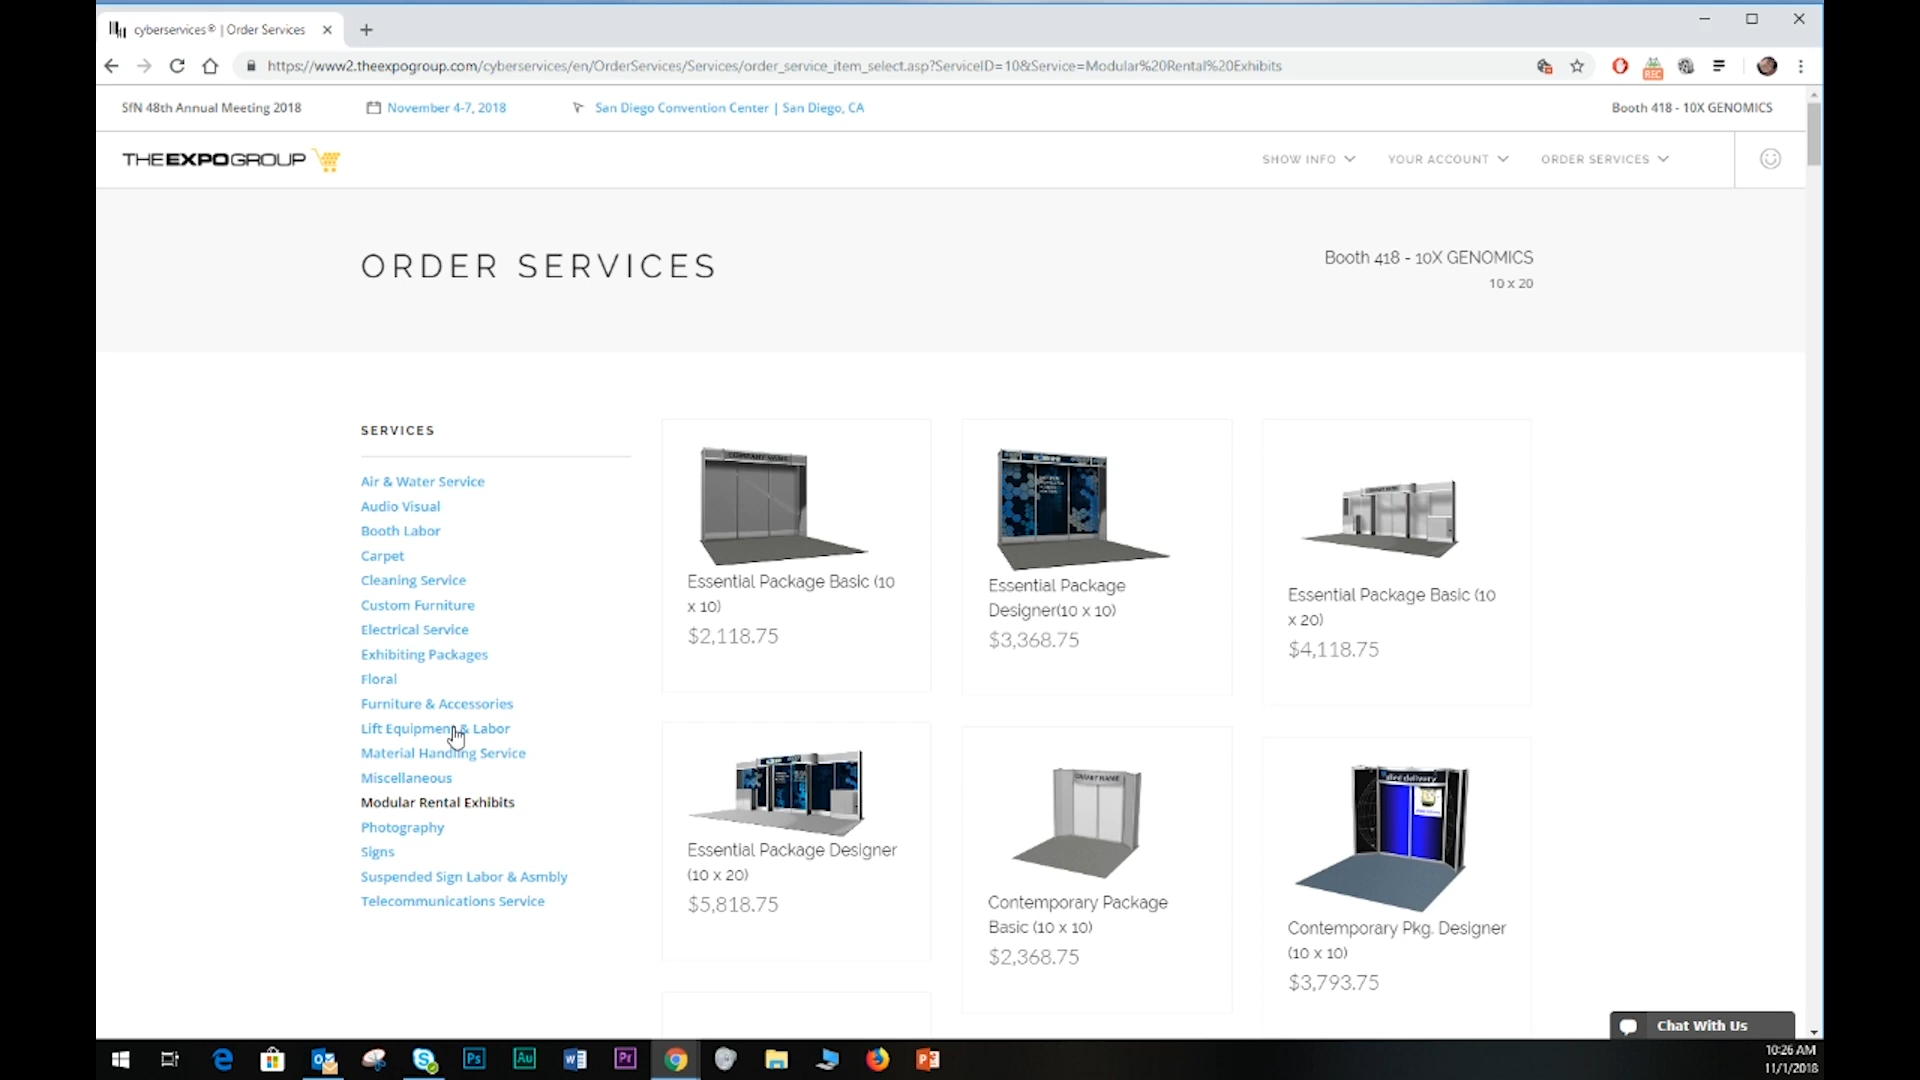 cyberservices® | Order Services
https://www2.theexpogroup.com/cyberservices/en/OrderServices/Services/order_service_item_select.asp?ServiceID=10&Service=Modular%20Rental%20Exhibits
REC
SfN 48th Annual Meeting 2018
November 4-7, 2018
San Diego Convention Center | San Diego, CA
Booth 418 - 10X GENOMICS
THEEXPOGROUP
SHOW INFO
YOUR ACCOUNT
ORDER SERVICES
ORDER SERVICES
Booth 418 - 10X GENOMICS
10 x 20
SERVICES
Air & Water Service
Audio Visual
Booth Labor
Carpet
Cleaning Service
Custom Furniture
Electrical Service
Exhibiting Packages
Floral
Furniture & Accessories
Lift Equipment & Labor
Material Handling Service
Miscellaneous
Modular Rental Exhibits
Photography
Signs
Suspended Sign Labor & Asmbly
Telecommunications Service
COMPANY NAME
Essential Package Basic (10
x 10)
$2,118.75
Essential Package
Designer(10 x 10)
$3,368.75
Essential Package Basic (10
x 20)
$4,118.75
Essential Package Designer
(10 x 20)
$5,818.75
Contemporary Package
Basic (10 x 10)
$2,368.75
Contemporary Pkg. Designer
(10 x 10)
$3,793.75
Chat With Us
Ps
Au
Pr
10:26 AM
11/1/2018